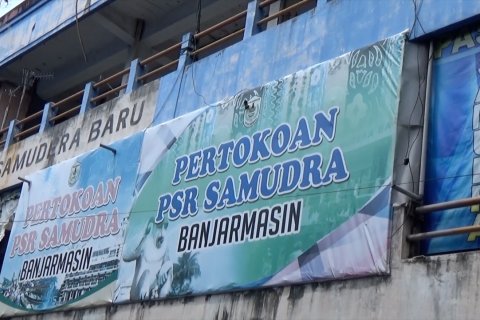 SAMUDERA BARU
PERTOKOAN
PSR SAMUDRA
BANJARMASIN
PERTOKOAN
PSR SAMUDRA
BANJARMASIN